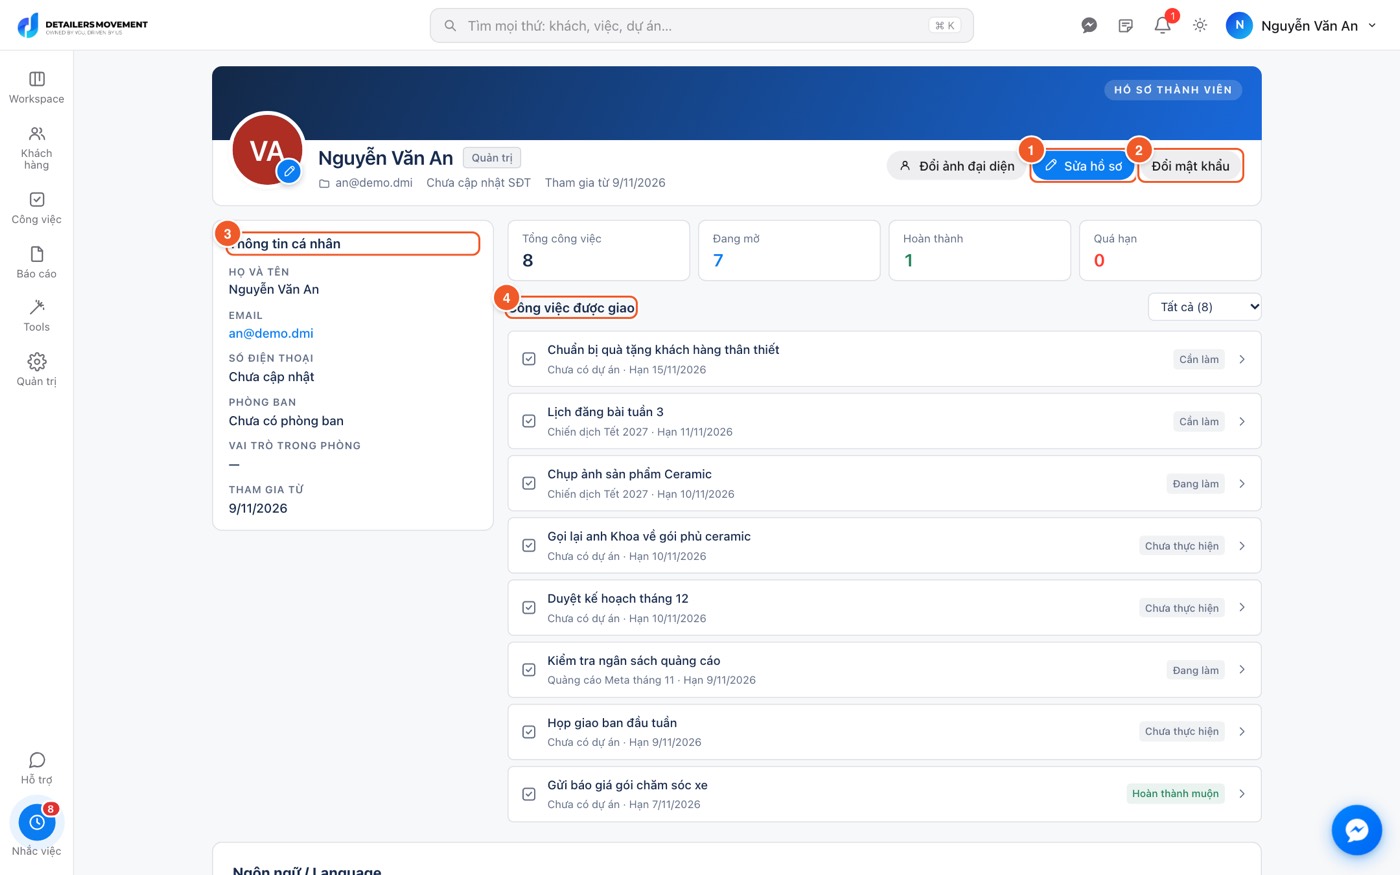 DETAILERS MOVEMENT
OWNED BY YOU, DRIVEN BY US
Tìm mọi thứ: khách, việc, dự án...
⌘ K
1
N
Nguyễn Văn An
Workspace
Khách hàng
Công việc
Báo cáo
Tools
Quản trị
Hỗ trợ
8
Nhắc việc
HỒ SƠ THÀNH VIÊN
VA
Nguyễn Văn An
Quản trị
an@demo.dmi
Chưa cập nhật SĐT
Tham gia từ 9/11/2026
Đổi ảnh đại diện
1
Sửa hồ sơ
2
Đổi mật khẩu
3
Thông tin cá nhân
HỌ VÀ TÊN
Nguyễn Văn An
EMAIL
an@demo.dmi
SỐ ĐIỆN THOẠI
Chưa cập nhật
PHÒNG BAN
Chưa có phòng ban
VAI TRÒ TRONG PHÒNG
—
THAM GIA TỪ
9/11/2026
Tổng công việc
8
Đang mở
7
Hoàn thành
1
Quá hạn
0
4
Công việc được giao
Tất cả (8)
Chuẩn bị quà tặng khách hàng thân thiết
Chưa có dự án · Hạn 15/11/2026
Cần làm
Lịch đăng bài tuần 3
Chiến dịch Tết 2027 · Hạn 11/11/2026
Cần làm
Chụp ảnh sản phẩm Ceramic
Chiến dịch Tết 2027 · Hạn 10/11/2026
Đang làm
Gọi lại anh Khoa về gói phủ ceramic
Chưa có dự án · Hạn 10/11/2026
Chưa thực hiện
Duyệt kế hoạch tháng 12
Chưa có dự án · Hạn 10/11/2026
Chưa thực hiện
Kiểm tra ngân sách quảng cáo
Quảng cáo Meta tháng 11 · Hạn 9/11/2026
Đang làm
Họp giao ban đầu tuần
Chưa có dự án · Hạn 9/11/2026
Chưa thực hiện
Gửi báo giá gói chăm sóc xe
Chưa có dự án · Hạn 7/11/2026
Hoàn thành muộn
Ngôn ngữ / Language